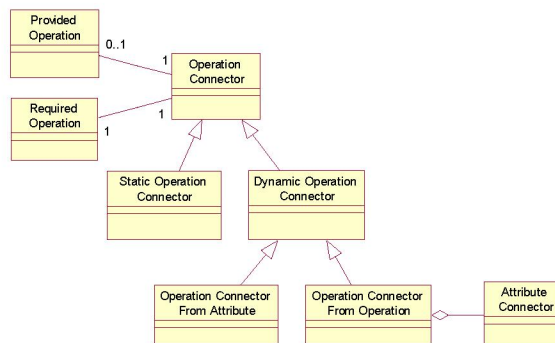 Provided
Operation
0..1
1
Operation
Connector
Required
Operation
1
1
Static Operation
Connector
Dynamic Operation
Connector
Operation Connector
From Attribute
Operation Connector
From Operation
Attribute
Connector